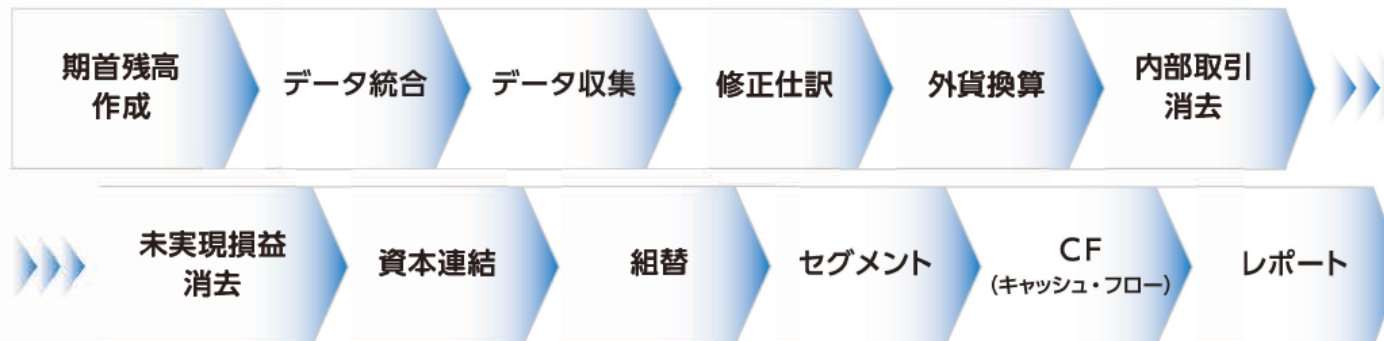 期首残高
作成
データ統合
データ収集
修正仕訳
外貨換算
内部取引
消去
未実現損益
消去
資本連結
組替
セグメント
CF
(キャッシュ・フロー)
レポート